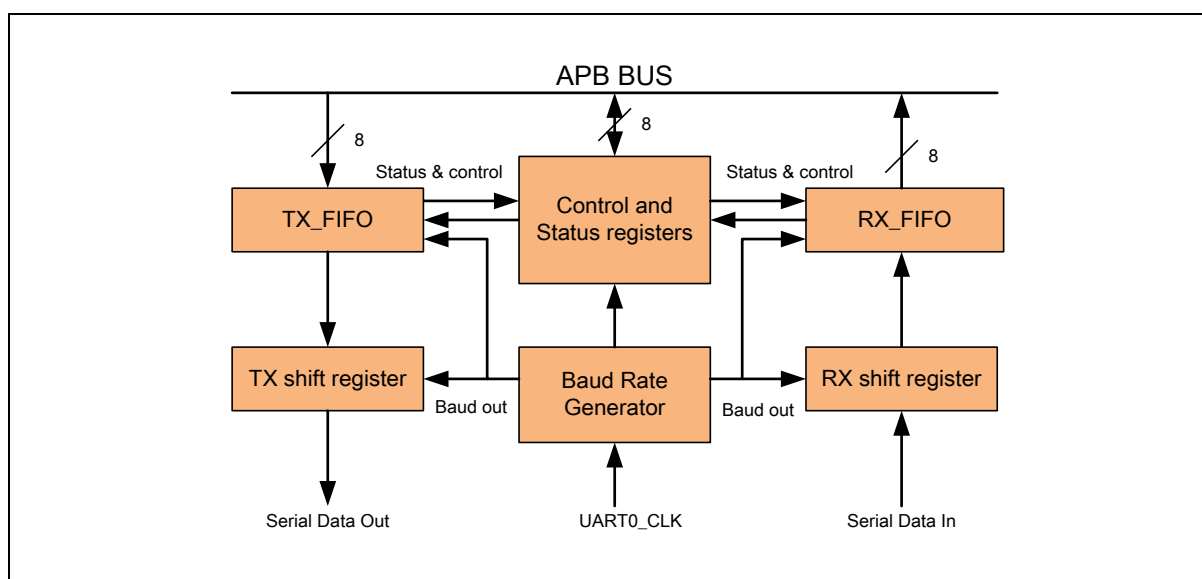 APB BUS
8
8
8
Status & control
Status & control
TX_FIFO
Control and
Status registers
RX_FIFO
TX shift register
Baud Rate
Generator
RX shift register
Baud out
Baud out
Serial Data Out
UART0_CLK
Serial Data In